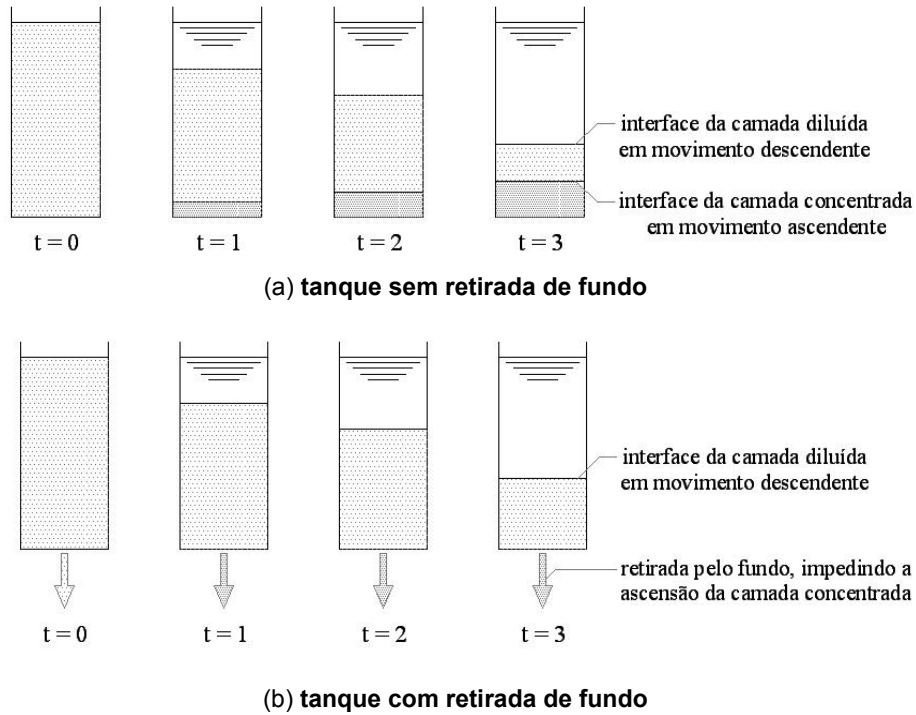 interface da camada diluída
em movimento descendente
interface da camada concentrada
em movimento ascendente
t = 0
t = 1
t = 2
t = 3
(a) tanque sem retirada de fundo
interface da camada diluída
em movimento descendente
retirada pelo fundo, impedindo a
ascensão da camada concentrada
t = 0
t = 1
t = 2
t = 3
(b) tanque com retirada de fundo